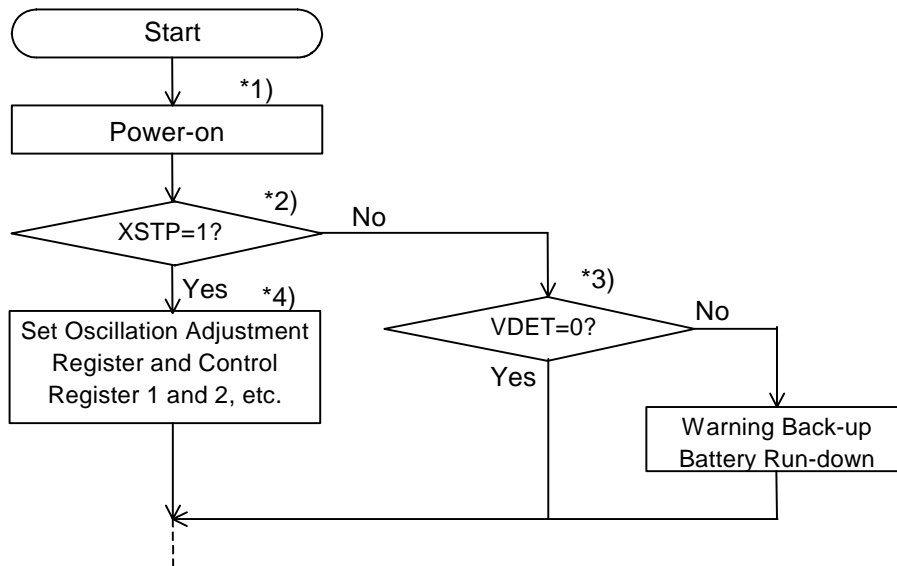 Start
*1)
Power-on
*2)
XSTP=1?
No
Yes
*4)
Set Oscillation Adjustment
Register and Control
Register 1 and 2, etc.
*3)
VDET=0?
No
Yes
Warning Back-up
Battery Run-down